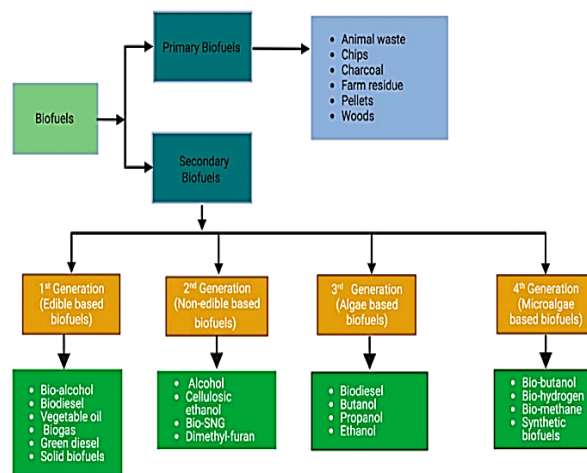 Primary Biofuels
• Animal waste
• Chips
• Charcoal
• Farm residue
• Pellets
• Woods
Biofuels
Secondary
Biofuels
1st Generation
(Edible based
biofuels)
2nd Generation
(Non-edible based
biofuels)
3rd Generation
(Algae based
biofuels)
4th Generation
(Microalgae
based biofuels)
• Bio-alcohol
• Biodiesel
• Vegetable oil
• Biogas
• Green diesel
• Solid biofuels
• Alcohol
• Cellulosic
ethanol
• Bio-SNG
• Dimethyl-furan
• Biodiesel
• Butanol
• Propanol
• Ethanol
• Bio-butanol
• Bio-hydrogen
• Bio-methane
• Synthetic
biofuels